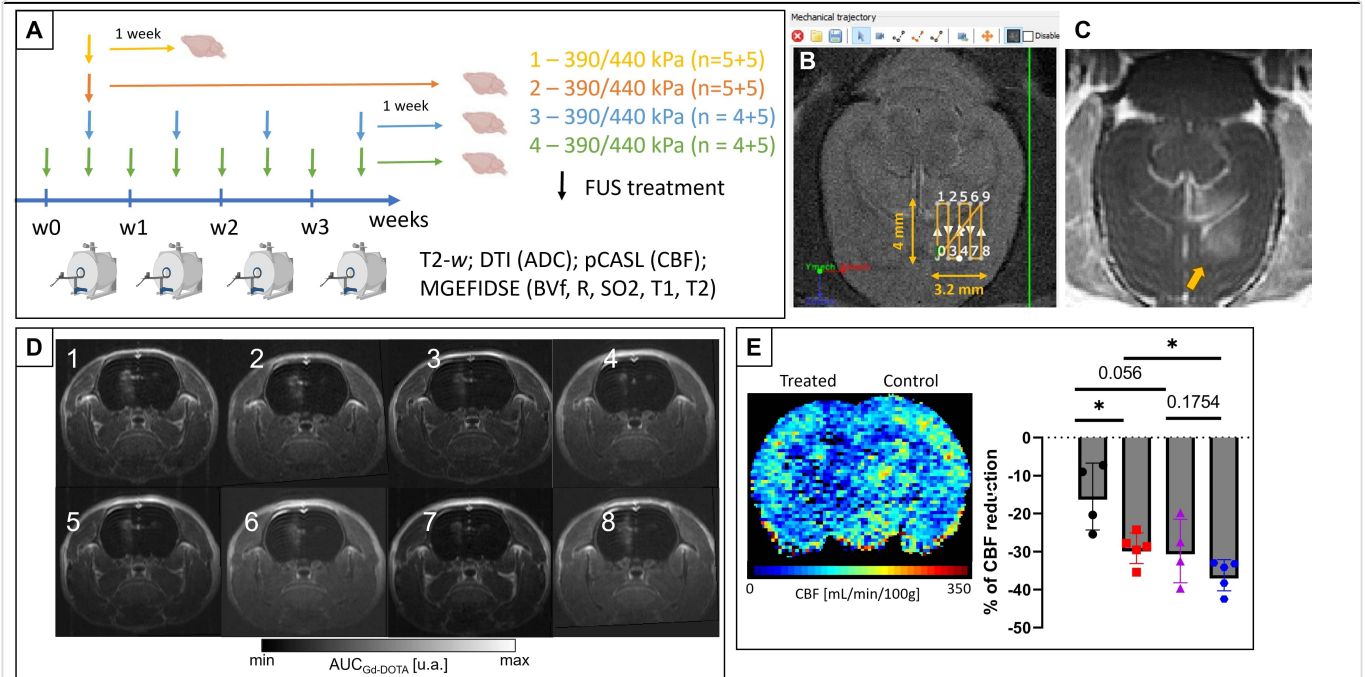 A
1 week
1 – 390/440 kPa (n=5+5)
2 – 390/440 kPa (n=5+5)
1 week
3 – 390/440 kPa (n = 4+5)
4 – 390/440 kPa (n = 4+5)
FUS treatment
weeks
w0 w1 w2 w3
T2-w; DTI (ADC); pCASL (CBF);
MGEFIDSE (BVf, R, SO2, T1, T2)
Mechanical trajectory
Disable
B
1 2 5 6 9
4 mm
0 3 4 7 8
3.2 mm
C
D
1 2 3 4
5 6 7 8
min max
AUCGd-DOTA [u.a.]
E
Treated Control
0 350
CBF [mL/min/100g]
*
0.056
0.1754
*
% of CBF reduction
0
-10
-20
-30
-40
-50